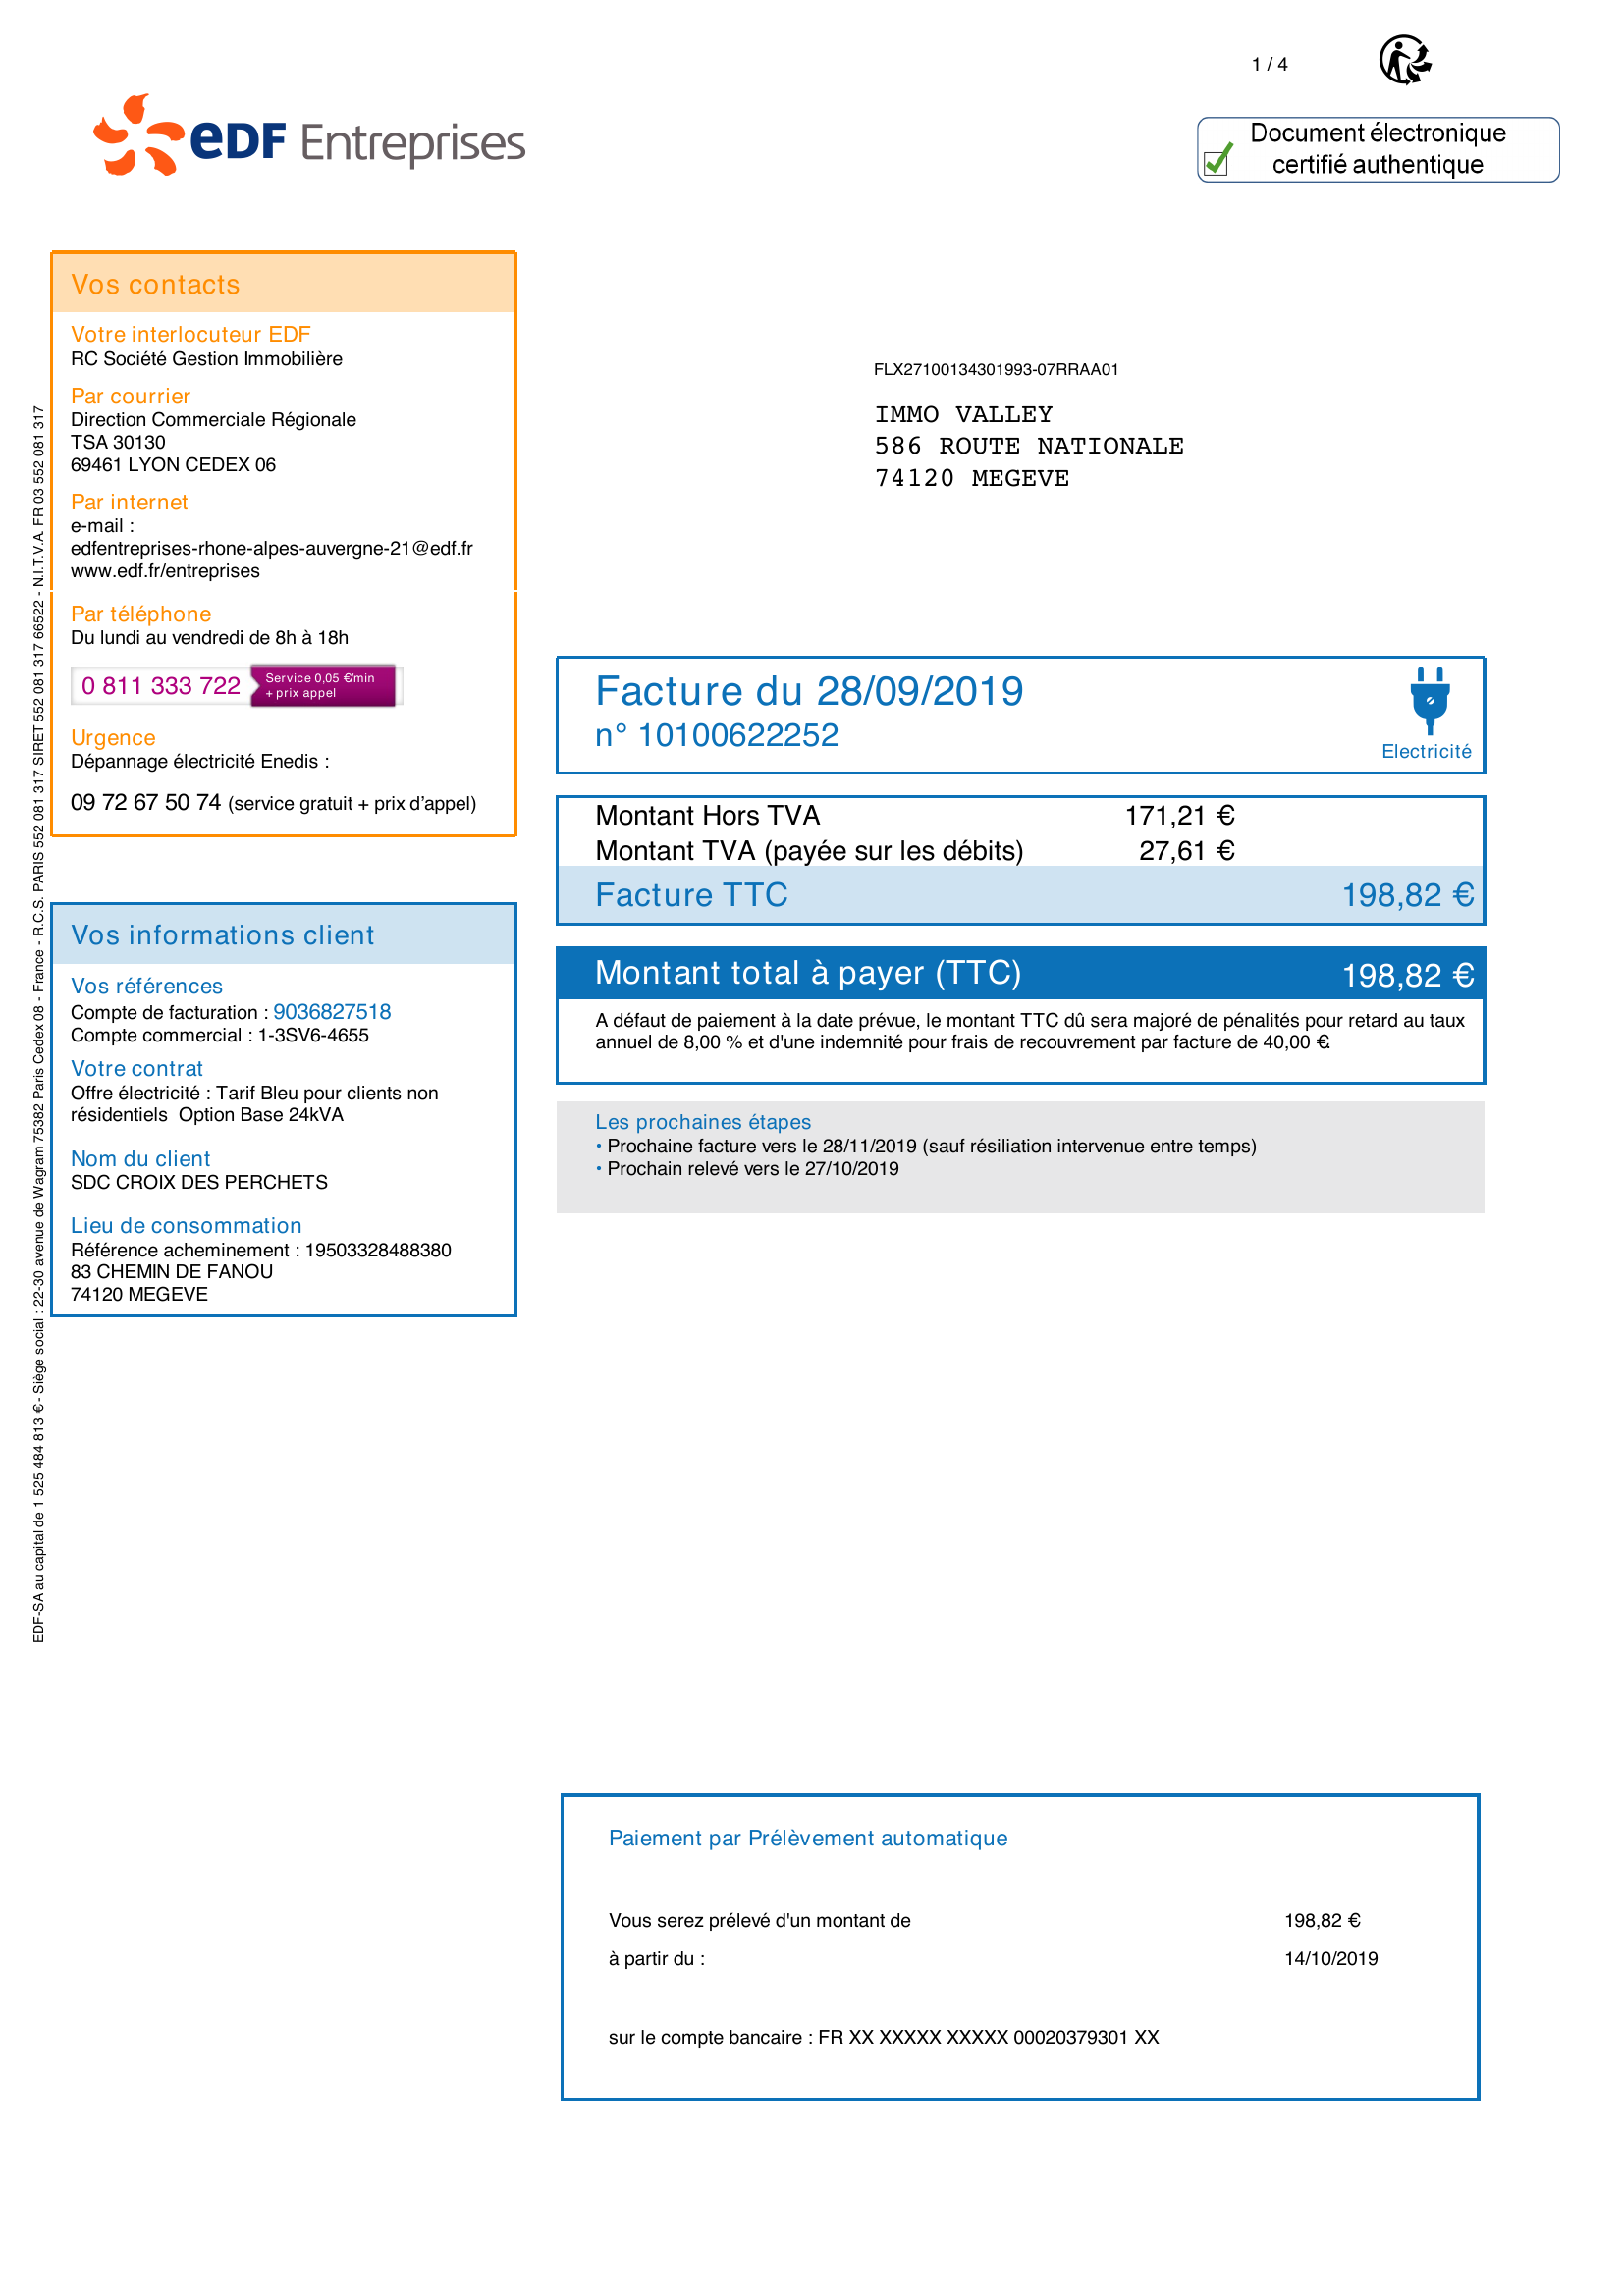 1 / 4
eDF Entreprises
Document électronique
certifié authentique
Vos contacts
Votre interlocuteur EDF
RC Société Gestion Immobilière
Par courrier
Direction Commerciale Régionale
TSA 30130
69461 LYON CEDEX 06
Par internet
e-mail :
edfentreprises-rhone-alpes-auvergne-21@edf.fr
www.edf.fr/entreprises
Par téléphone
Du lundi au vendredi de 8h à 18h
0 811 333 722
Service 0,05 €/min
+ prix appel
Urgence
Dépannage électricité Enedis :
09 72 67 50 74 (service gratuit + prix d'appel)
FLX27100134301993-07RRAA01
IMMO VALLEY
586 ROUTE NATIONALE
74120 MEGEVE
Facture du 28/09/2019
n° 10100622252
Electricité
Montant Hors TVA 171,21 €
Montant TVA (payée sur les débits) 27,61 €
Facture TTC 198,82 €
Montant total à payer (TTC) 198,82 €
A défaut de paiement à la date prévue, le montant TTC dû sera majoré de pénalités pour retard au taux
annuel de 8,00 % et d'une indemnité pour frais de recouvrement par facture de 40,00 €.
Les prochaines étapes
• Prochaine facture vers le 28/11/2019 (sauf résiliation intervenue entre temps)
• Prochain relevé vers le 27/10/2019
Vos informations client
Vos références
Compte de facturation : 9036827518
Compte commercial : 1-3SV6-4655
Votre contrat
Offre électricité : Tarif Bleu pour clients non
résidentiels Option Base 24kVA
Nom du client
SDC CROIX DES PERCHETS
Lieu de consommation
Référence acheminement : 19503328488380
83 CHEMIN DE FANOU
74120 MEGEVE
EDF-SA au capital de 1 525 484 813 € - Siège social : 22-30 avenue de Wagram 75382 Paris Cedex 08 - France - R.C.S. PARIS 552 081 317 SIRET 552 081 317 66522 - N.I.T.V.A. FR 03 552 081 317
Paiement par Prélèvement automatique
Vous serez prélevé d'un montant de 198,82 €
à partir du : 14/10/2019
sur le compte bancaire : FR XX XXXXX XXXXX 00020379301 XX